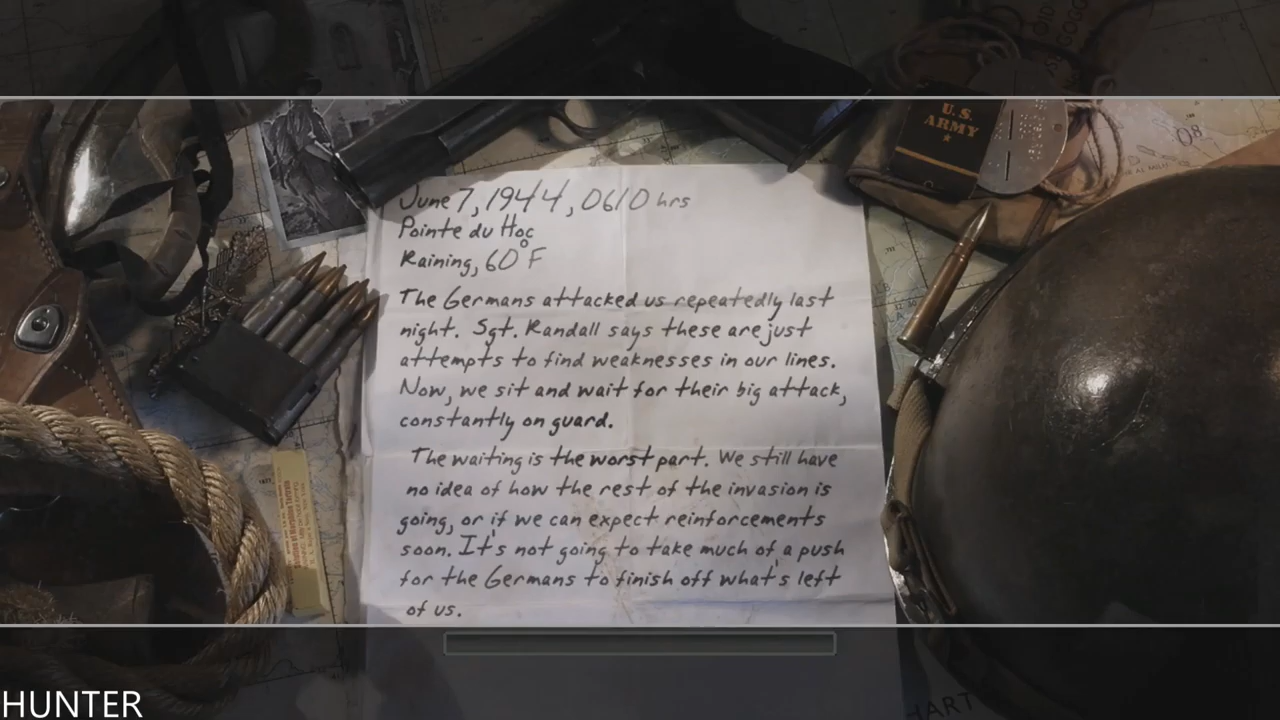 U.S.
ARMY
Q8
June 7, 1944, 0610 hrs
Pointe du Hoc
Raining, 60°F
The Germans attacked us repeatedly last
night. Sgt. Randall says these are just
attempts to find weaknesses in our lines.
Now, we sit and wait for their big attack,
constantly on guard.
The waiting is the worst part. We still have
no idea of how the rest of the invasion is
going, or if we can expect reinforcements
soon. It's not going to take much of a push
for the Germans to finish off what's left
of us.
HUNTER